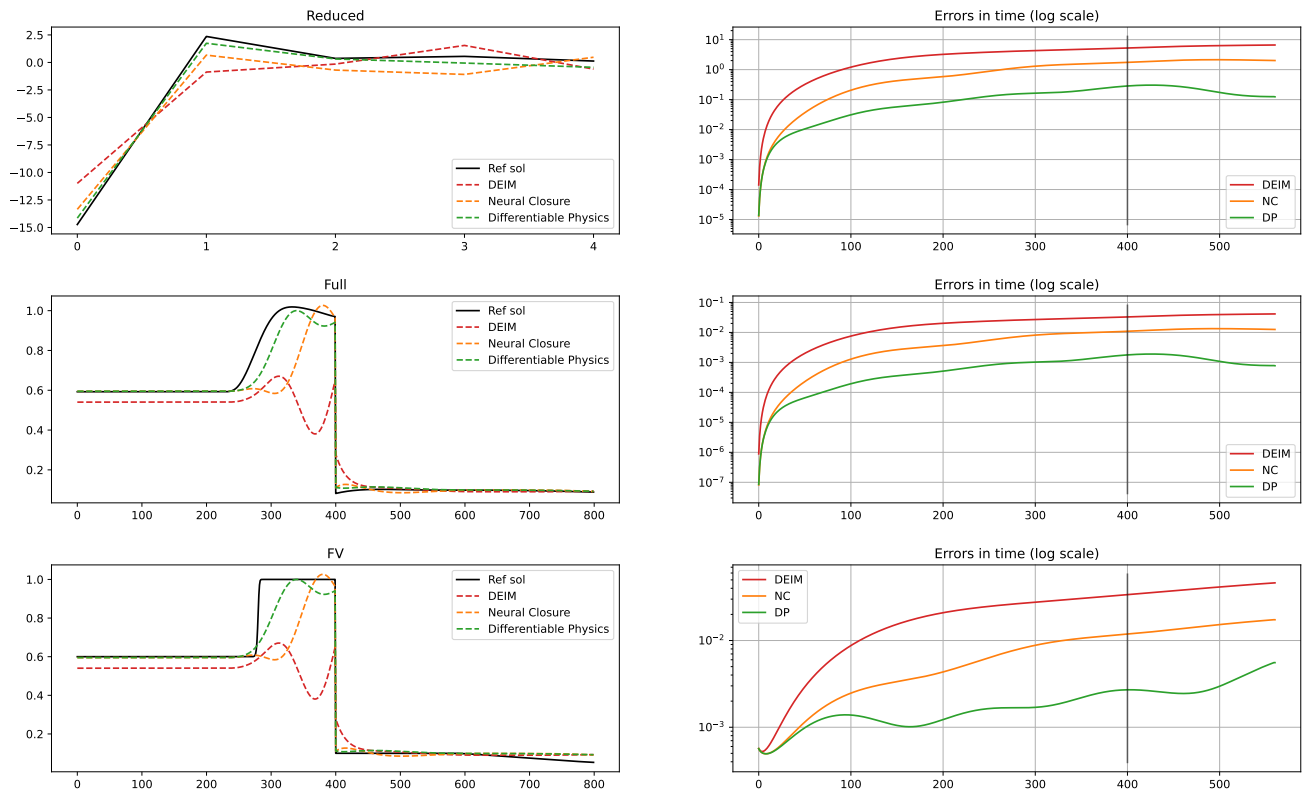 Reduced
2.5
0.0
−2.5
−5.0
−7.5
−10.0
−12.5
−15.0
0 1 2 3 4
Ref sol
DEIM
Neural Closure
Differentiable Physics
Errors in time (log scale)
10^1
10^0
10^−1
10^−2
10^−3
10^−4
10^−5
0 100 200 300 400 500
DEIM
NC
DP
Full
1.0
0.8
0.6
0.4
0.2
0 100 200 300 400 500 600 700 800
Ref sol
DEIM
Neural Closure
Differentiable Physics
Errors in time (log scale)
10^−1
10^−2
10^−3
10^−4
10^−5
10^−6
10^−7
0 100 200 300 400 500
DEIM
NC
DP
FV
1.0
0.8
0.6
0.4
0.2
0 100 200 300 400 500 600 700 800
Ref sol
DEIM
Neural Closure
Differentiable Physics
Errors in time (log scale)
10^−2
10^−3
0 100 200 300 400 500
DEIM
NC
DP